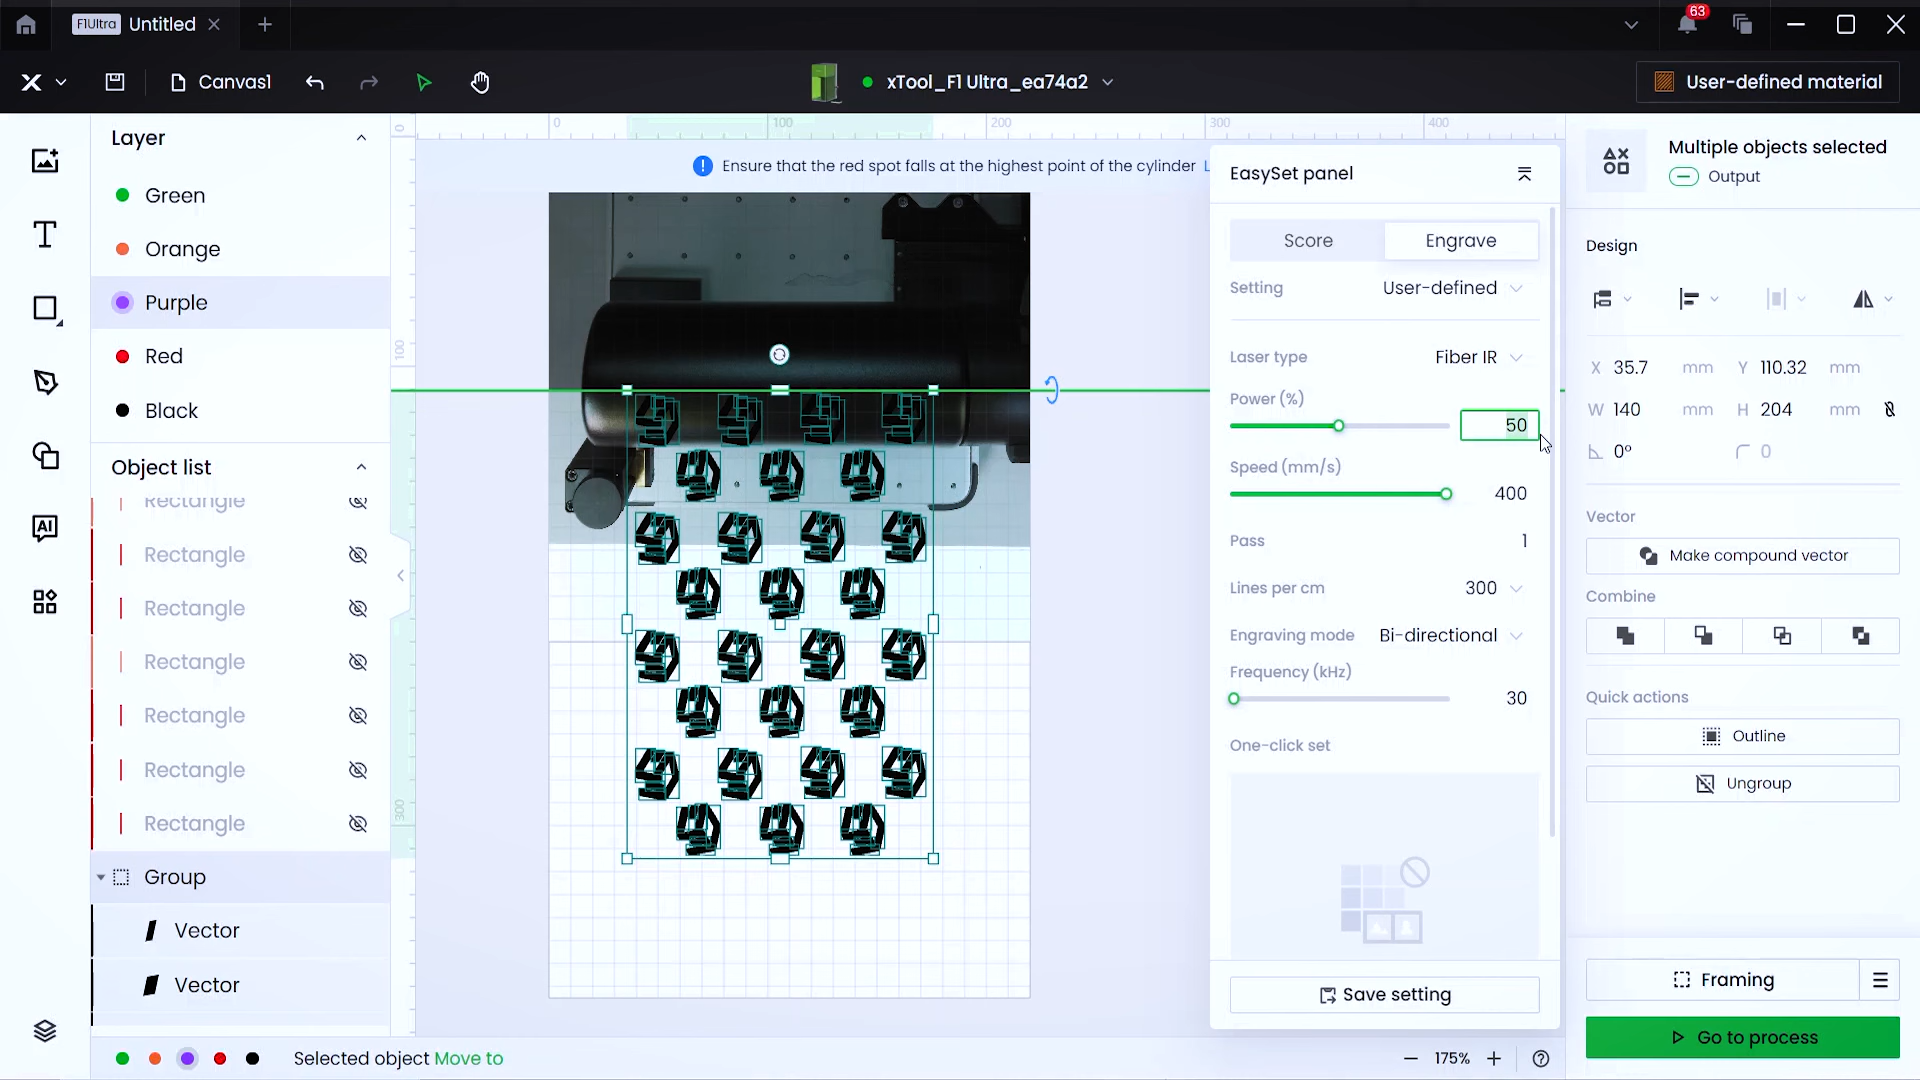 F1Ultra Untitled
63
Canvas1
xTool_F1 Ultra_ea74a2
User-defined material
Layer
Green
Orange
Purple
Red
Black
Object list
Rectangle
Rectangle
Rectangle
Rectangle
Rectangle
Rectangle
Rectangle
Group
Vector
Vector
0
100
200
300
400
0
100
300
Ensure that the red spot falls at the highest point of the cylinder L
EasySet panel
Score
Engrave
Setting
User-defined
Laser type
Fiber IR
Power (%)
50
Speed (mm/s)
400
Pass
1
Lines per cm
300
Engraving mode
Bi-directional
Frequency (kHz)
30
One-click set
Save setting
Multiple objects selected
Output
Design
X 35.7 mm Y 110.32 mm
W 140 mm H 204 mm
0° 0
Vector
Make compound vector
Combine
Quick actions
Outline
Ungroup
Framing
Go to process
Selected object Move to
175%